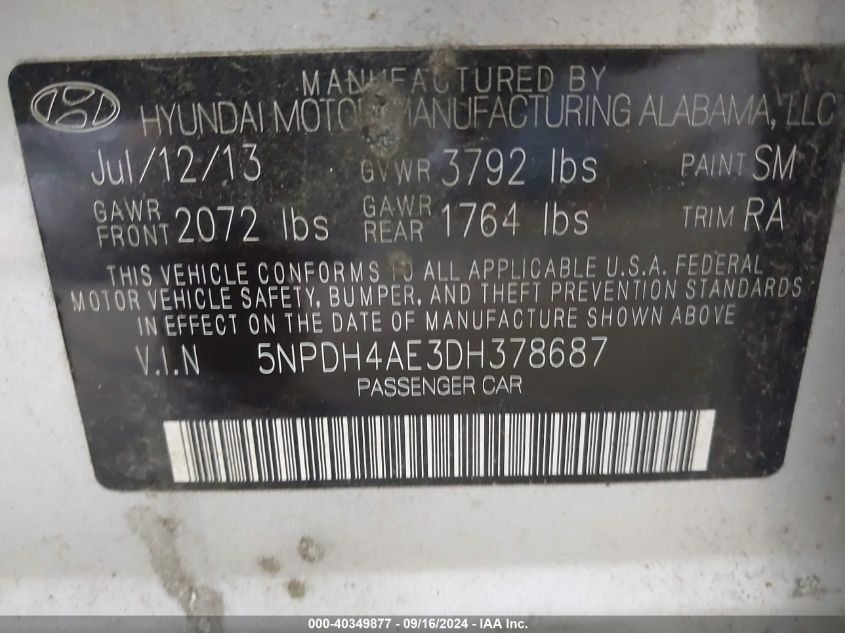 MANUFACTURED BY
HYUNDAI MOTOR MANUFACTURING ALABAMA, LLC
Jul/12/13 GVWR 3792 lbs PAINT SM
GAWR FRONT 2072 lbs GAWR REAR 1764 lbs TRIM RA
THIS VEHICLE CONFORMS TO ALL APPLICABLE U.S.A. FEDERAL
MOTOR VEHICLE SAFETY, BUMPER, AND THEFT PREVENTION STANDARDS
IN EFFECT ON THE DATE OF MANUFACTURE SHOWN ABOVE
V.I.N 5NPDH4AE3DH378687
PASSENGER CAR
000-40349877 - 09/16/2024 - IAA Inc.